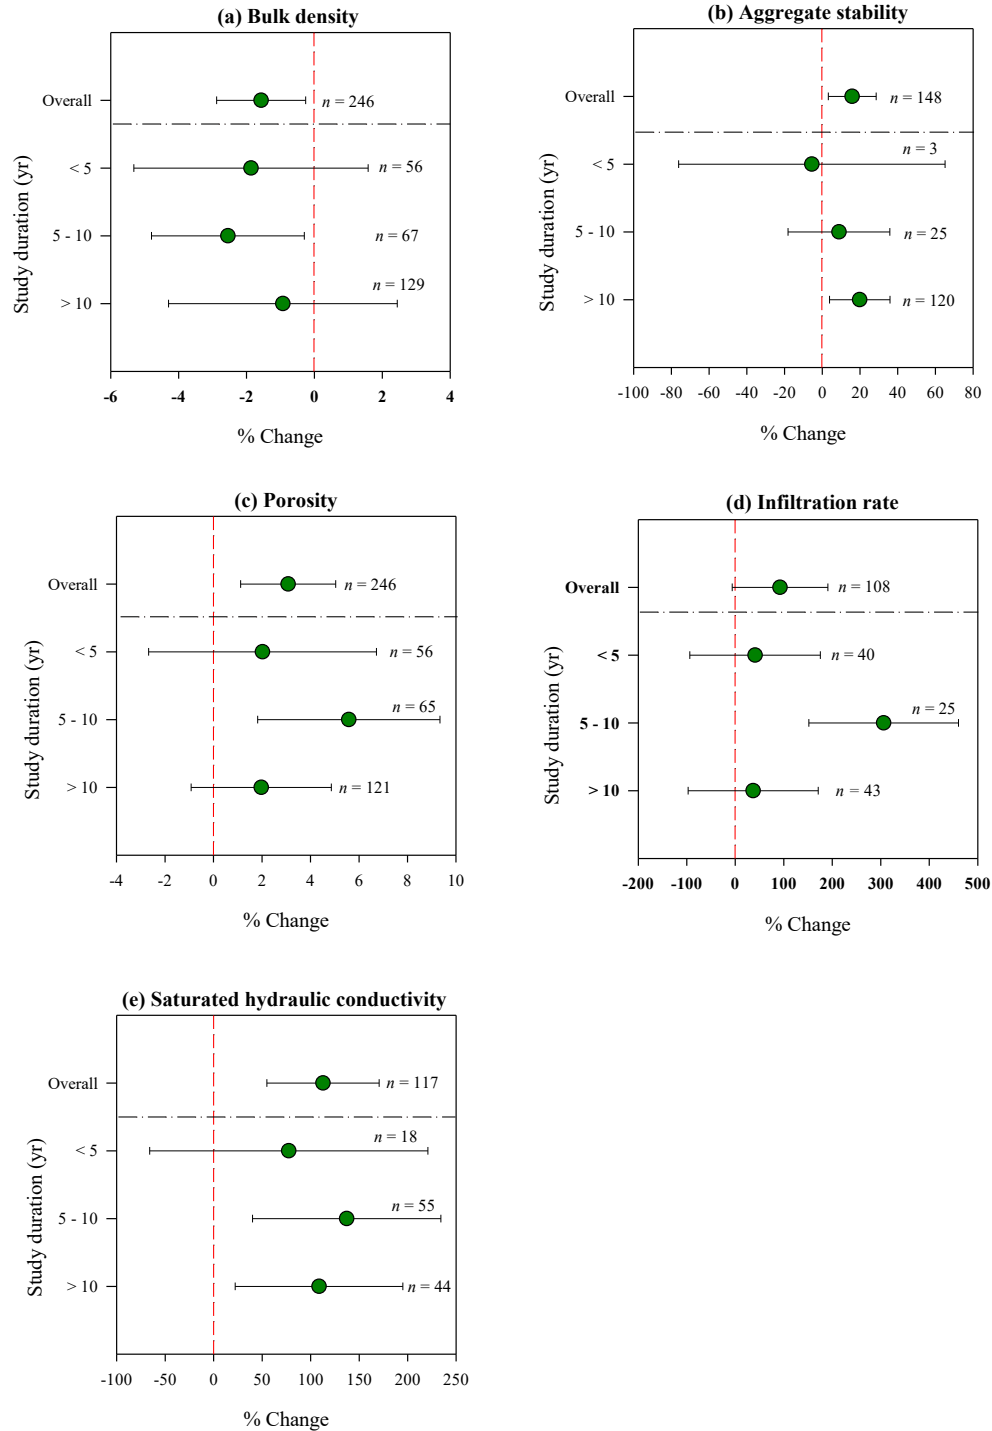 (a) Bulk density
Overall
n = 246
< 5
n = 56
5 - 10
n = 67
n = 129
> 10
Study duration (yr)
-6 -4 -2 0 2 4
% Change
(b) Aggregate stability
Overall
n = 148
n = 3
< 5
5 - 10
n = 25
> 10
n = 120
Study duration (yr)
-100 -80 -60 -40 -20 0 20 40 60 80
% Change
(c) Porosity
Overall
n = 246
< 5
n = 56
n = 65
5 - 10
> 10
n = 121
Study duration (yr)
-4 -2 0 2 4 6 8 10
% Change
(d) Infiltration rate
Overall
n = 108
< 5
n = 40
n = 25
5 - 10
> 10
n = 43
Study duration (yr)
-200 -100 0 100 200 300 400 500
% Change
(e) Saturated hydraulic conductivity
Overall
n = 117
n = 18
< 5
n = 55
5 - 10
> 10
n = 44
Study duration (yr)
-100 -50 0 50 100 150 200 250
% Change